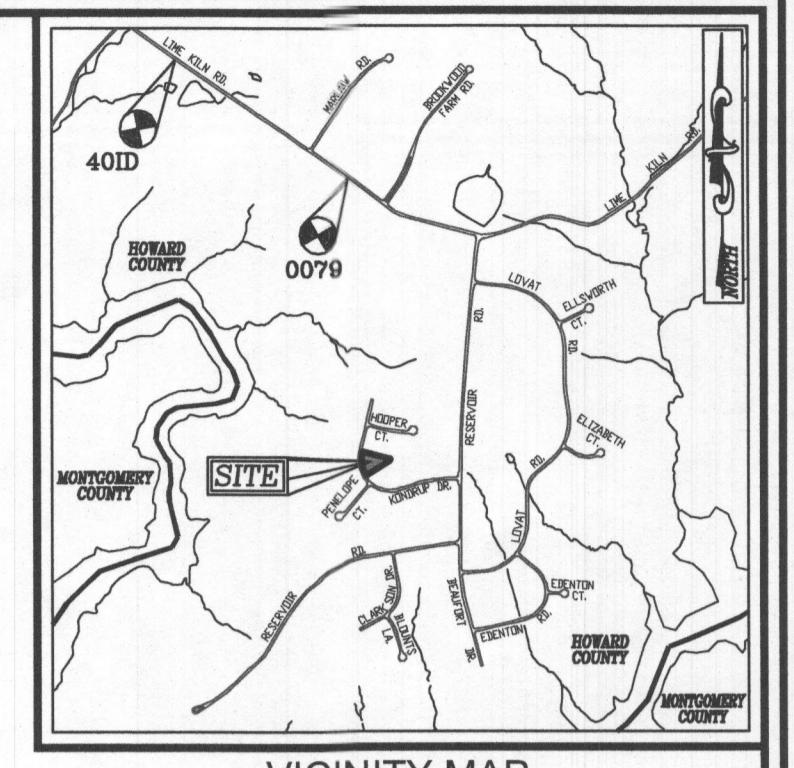 LIME KILN RD.
MARLAW RD.
BROOKWOOD
FARM RD.
40ID
LIME KILN RD.
NORTH
HOWARD
COUNTY
0079
LOVAT RD.
ELLSWORTH
CT.
RESERVOIR RD.
HOOPER
CT.
ELIZABETH
CT.
SITE
MONTGOMERY
COUNTY
PENELOPE
CT.
KONDRUP DR.
LOVAT RD.
RESERVOIR RD.
CLARKSON RD.
BLOUNTS
LA.
BEAUFORT DR.
EDENTON
CT.
EDENTON RD.
HOWARD
COUNTY
MONTGOMERY
COUNTY
VICINITY MAP